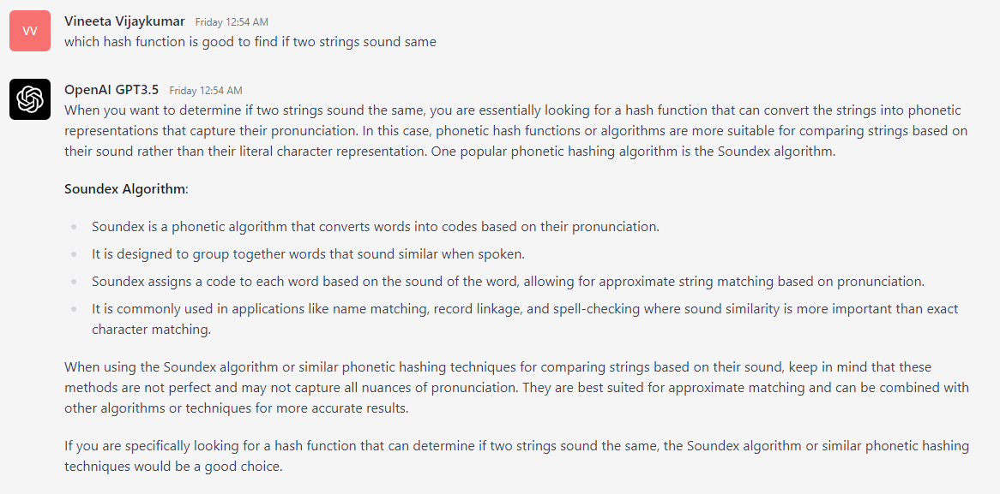 VV
Vineeta Vijaykumar Friday 12:54 AM
which hash function is good to find if two strings sound same
OpenAI GPT3.5 Friday 12:54 AM
When you want to determine if two strings sound the same, you are essentially looking for a hash function that can convert the strings into phonetic
representations that capture their pronunciation. In this case, phonetic hash functions or algorithms are more suitable for comparing strings based on
their sound rather than their literal character representation. One popular phonetic hashing algorithm is the Soundex algorithm.
Soundex Algorithm:
Soundex is a phonetic algorithm that converts words into codes based on their pronunciation.
It is designed to group together words that sound similar when spoken.
Soundex assigns a code to each word based on the sound of the word, allowing for approximate string matching based on pronunciation.
It is commonly used in applications like name matching, record linkage, and spell-checking where sound similarity is more important than exact
character matching.
When using the Soundex algorithm or similar phonetic hashing techniques for comparing strings based on their sound, keep in mind that these
methods are not perfect and may not capture all nuances of pronunciation. They are best suited for approximate matching and can be combined with
other algorithms or techniques for more accurate results.
If you are specifically looking for a hash function that can determine if two strings sound the same, the Soundex algorithm or similar phonetic hashing
techniques would be a good choice.